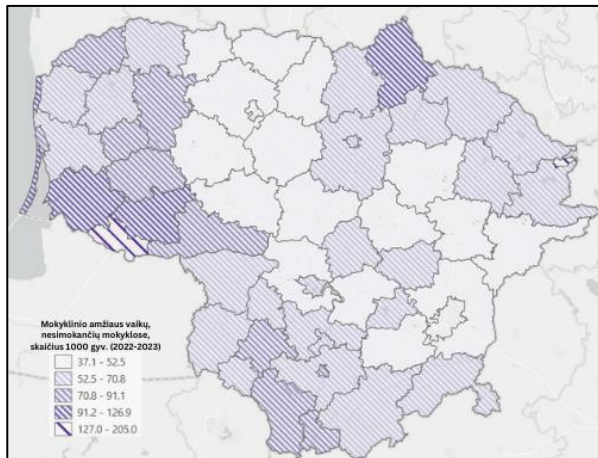 Mokyklinio amžiaus vaikų,
nesimokančių mokyklose,
skaičius 1000 gyv. (2022-2023)
37.1 - 52.5
52.5 - 70.8
70.8 - 91.1
91.2 - 126.9
127.0 - 205.0